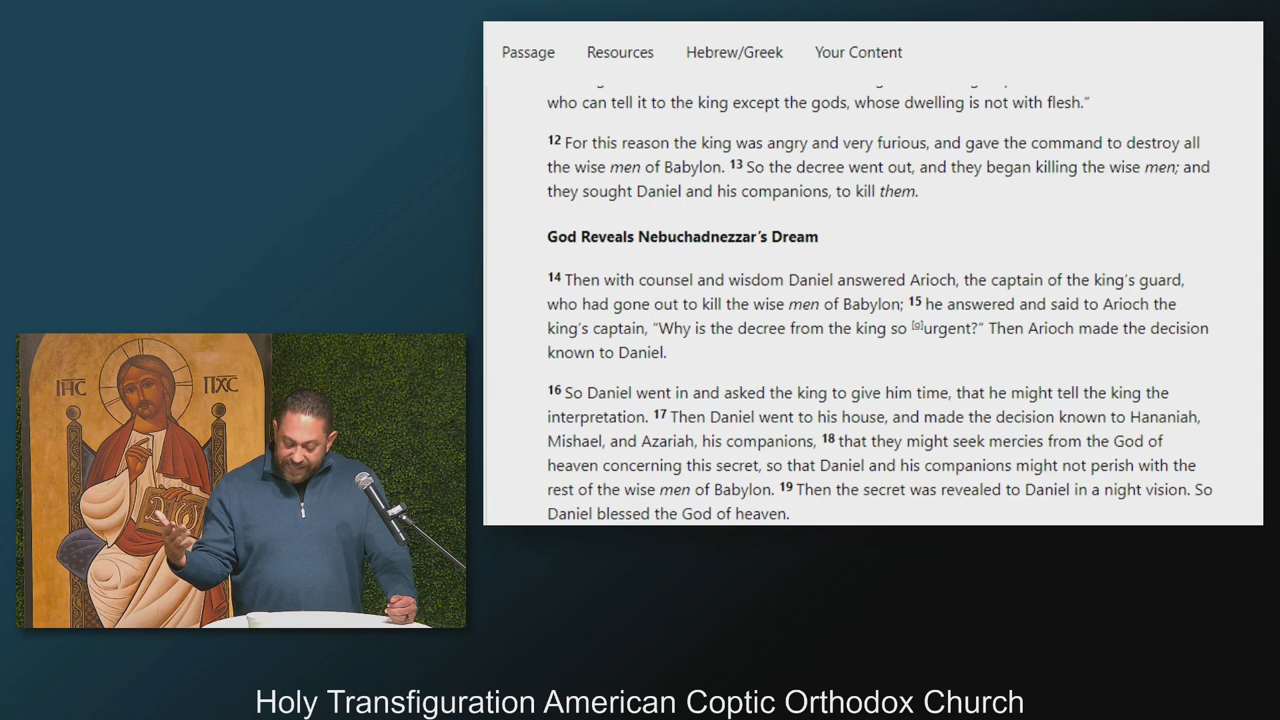 Passage Resources Hebrew/Greek Your Content
who can tell it to the king except the gods, whose dwelling is not with flesh.”
12 For this reason the king was angry and very furious, and gave the command to destroy all
the wise men of Babylon. 13 So the decree went out, and they began killing the wise men; and
they sought Daniel and his companions, to kill them.
God Reveals Nebuchadnezzar’s Dream
14 Then with counsel and wisdom Daniel answered Arioch, the captain of the king’s guard,
who had gone out to kill the wise men of Babylon; 15 he answered and said to Arioch the
king’s captain, “Why is the decree from the king so [g]urgent?” Then Arioch made the decision
known to Daniel.
16 So Daniel went in and asked the king to give him time, that he might tell the king the
interpretation. 17 Then Daniel went to his house, and made the decision known to Hananiah,
Mishael, and Azariah, his companions, 18 that they might seek mercies from the God of
heaven concerning this secret, so that Daniel and his companions might not perish with the
rest of the wise men of Babylon. 19 Then the secret was revealed to Daniel in a night vision. So
Daniel blessed the God of heaven.
ΙΗС ΠΧС
Holy Transfiguration American Coptic Orthodox Church